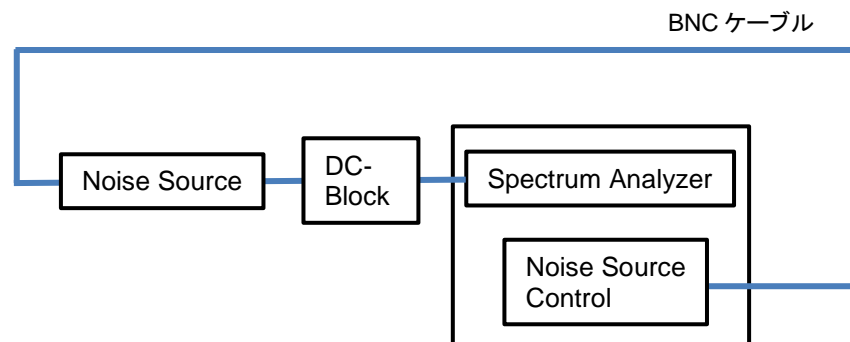 BNC ケーブル
Noise Source
DC-
Block
Spectrum Analyzer
Noise Source
Control